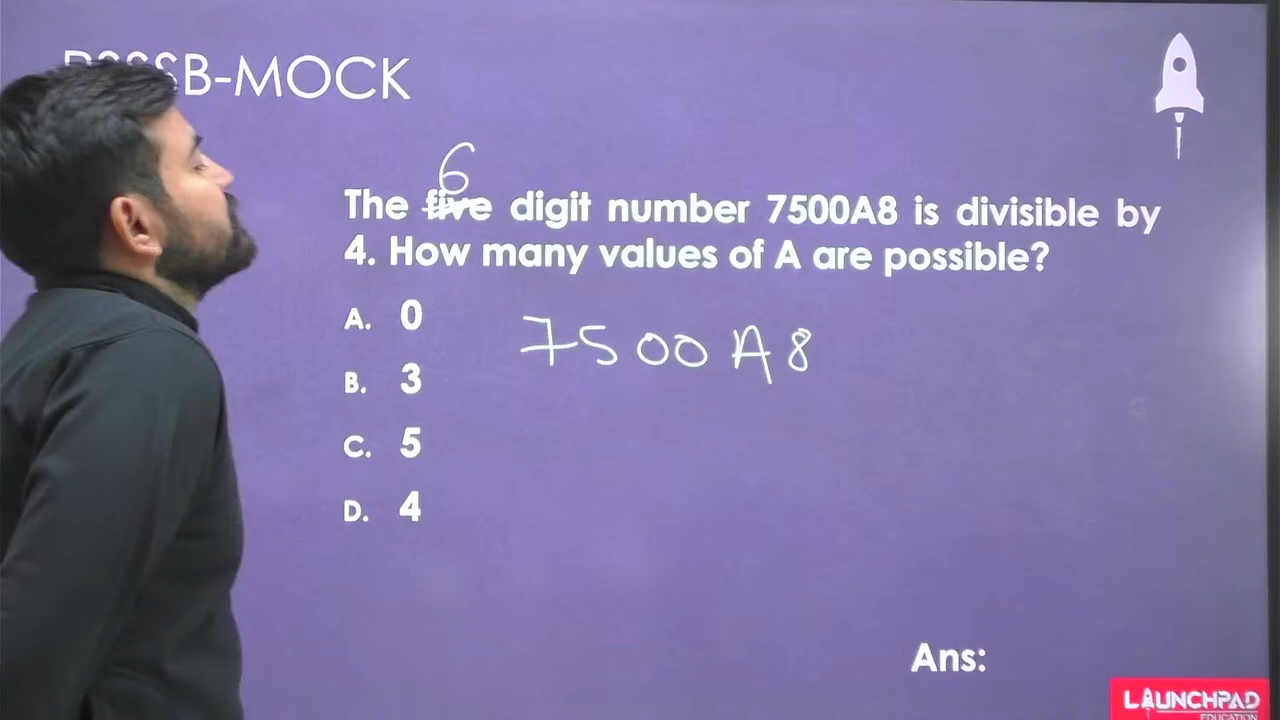 B-MOCK
6
The five digit number 7500A8 is divisible by
4. How many values of A are possible?
A. 0
7500A8
B. 3
C. 5
D. 4
Ans:
LAUNCHPAD
EDUCATION